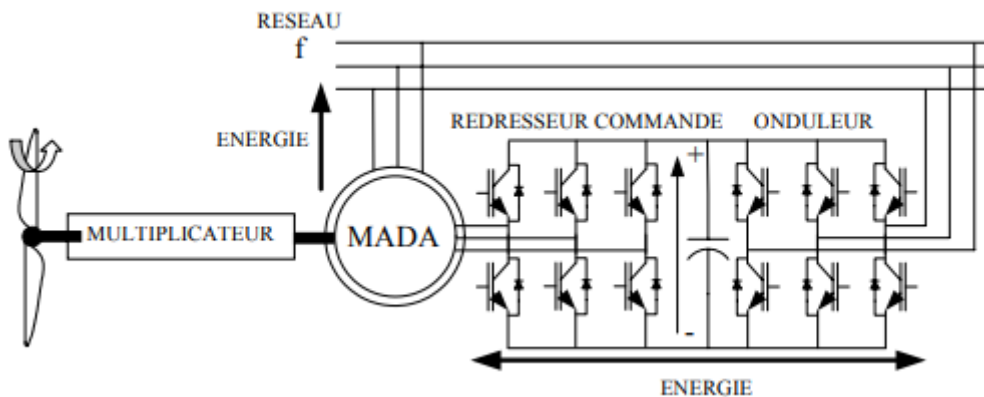 RESEAU
f
ENERGIE
REDRESSEUR COMMANDE
ONDULEUR
+
MULTIPLICATEUR
MADA
-
ENERGIE